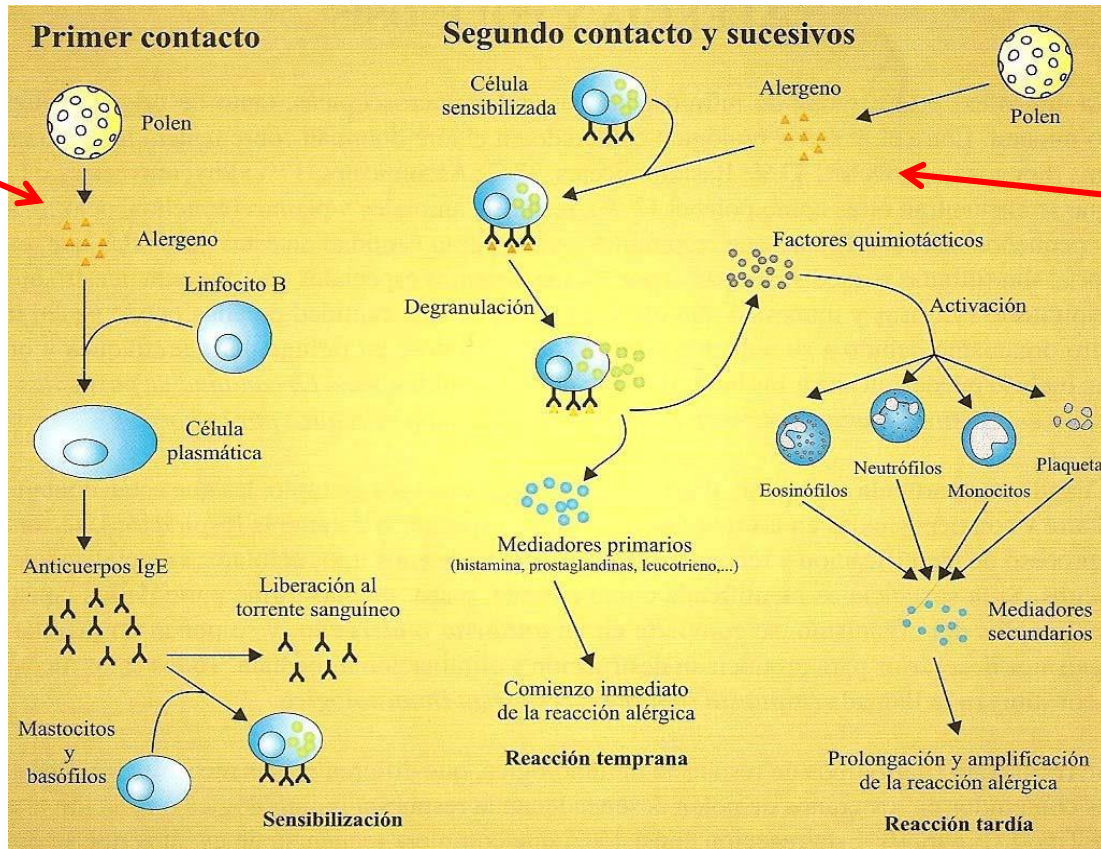 Primer contacto
Polen
Alergeno
Linfocito B
Célula
plasmática
Anticuerpos IgE
Liberación al
torrente sanguíneo
Mastocitos
y
basófilos
Sensibilización
Segundo contacto y sucesivos
Célula
sensibilizada
Alergeno
Polen
Degranulación
Factores quimiotácticos
Activación
Eosinófilos
Neutrófilos
Monocitos
Plaqueta
Mediadores primarios
(histamina, prostaglandinas, leucotrieno,...)
Comienzo inmediato
de la reacción alérgica
Reacción temprana
Mediadores
secundarios
Prolongación y amplificación
de la reacción alérgica
Reacción tardía